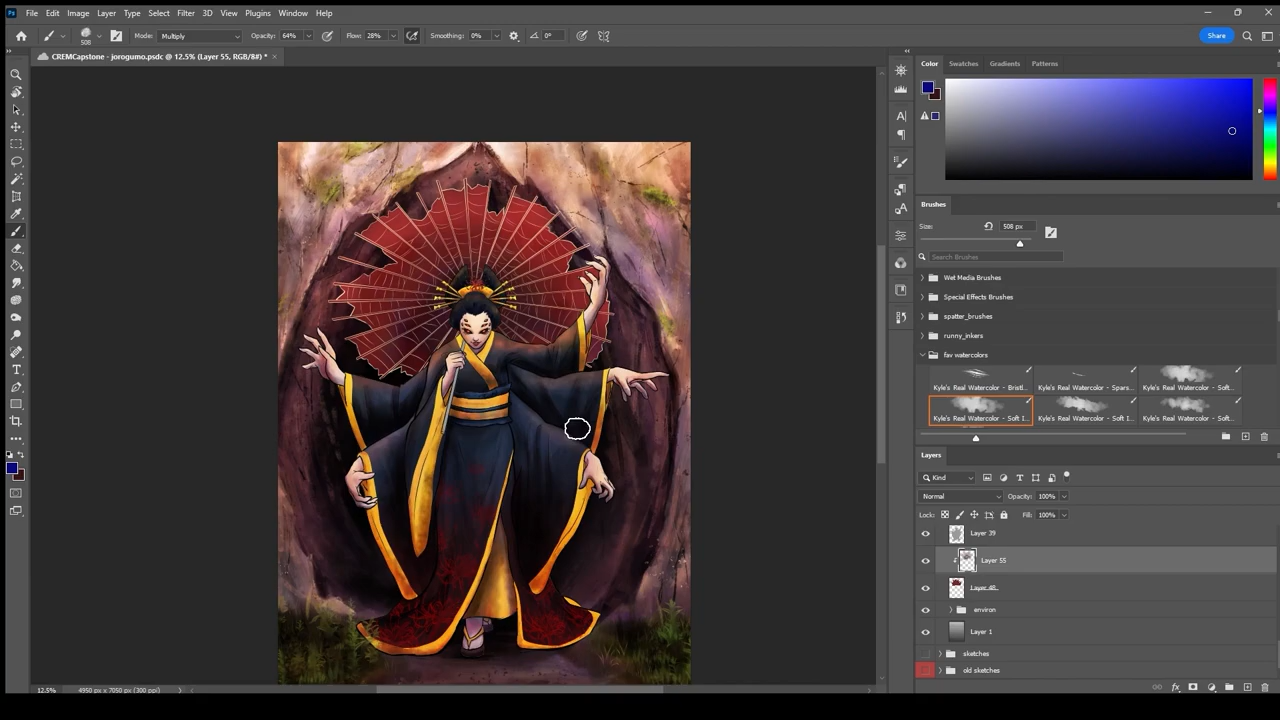 Ps File Edit Image Layer Type Select Filter 3D View Plugins Window Help
508 Mode: Multiply Opacity: 64% Flow: 28% Smoothing: 0% 0° Share
CREMCapstone - jorogumo.psdc @ 12.5% (Layer 55, RGB/8#) * ×
Color Swatches Gradients Patterns
Brushes
Size: 508 px
Search Brushes
Wet Media Brushes
Special Effects Brushes
spatter_brushes
runny_inkers
fav watercolors
Kyle's Real Watercolor - Bristl... Kyle's Real Watercolor - Spars... Kyle's Real Watercolor - Soft...
Kyle's Real Watercolor - Soft I... Kyle's Real Watercolor - Soft I... Kyle's Real Watercolor - Soft...
Layers
Kind
Normal Opacity: 100%
Lock: Fill: 100%
Layer 39
Layer 55
Layer 48
environ
Layer 1
sketches
old sketches
12.5% 4950 px x 7050 px (300 ppi)
fx